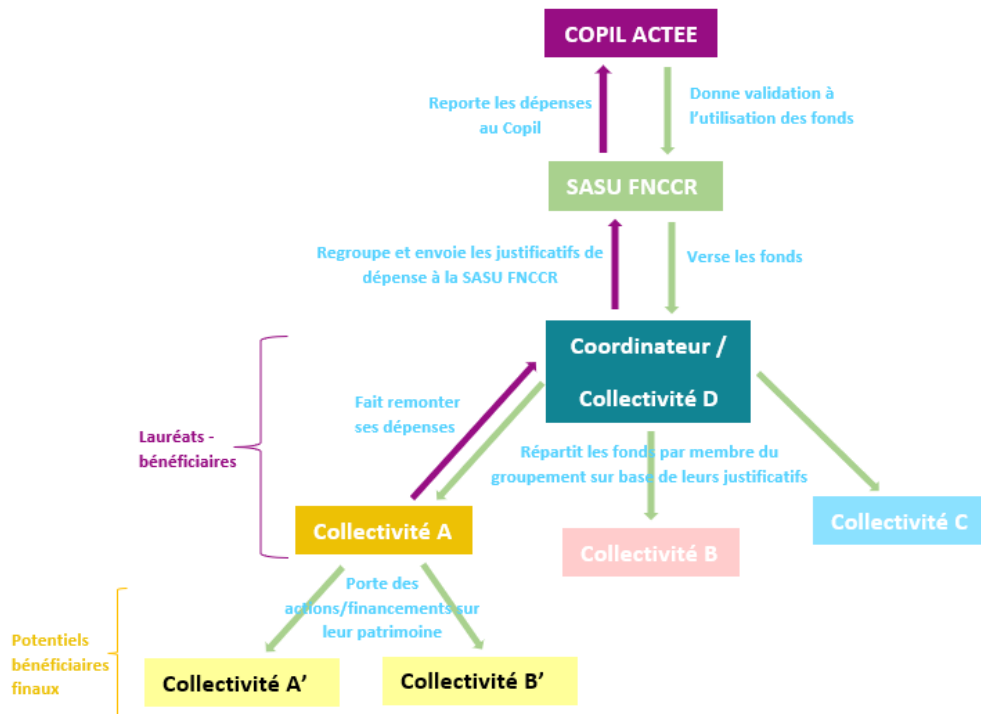 COPIL ACTEE
Reporte les dépenses
au Copil
Donne validation à
l'utilisation des fonds
SASU FNCCR
Regroupe et envoie les justificatifs de
dépense à la SASU FNCCR
Verse les fonds
Coordinateur /
Collectivité D
Fait remonter
ses dépenses
Lauréats -
bénéficiaires
Répartit les fonds par membre du
groupement sur base de leurs justificatifs
Collectivité A
Collectivité B
Collectivité C
Porte des
actions/financements sur
leur patrimoine
Potentiels
bénéficiaires
finaux
Collectivité A’
Collectivité B’